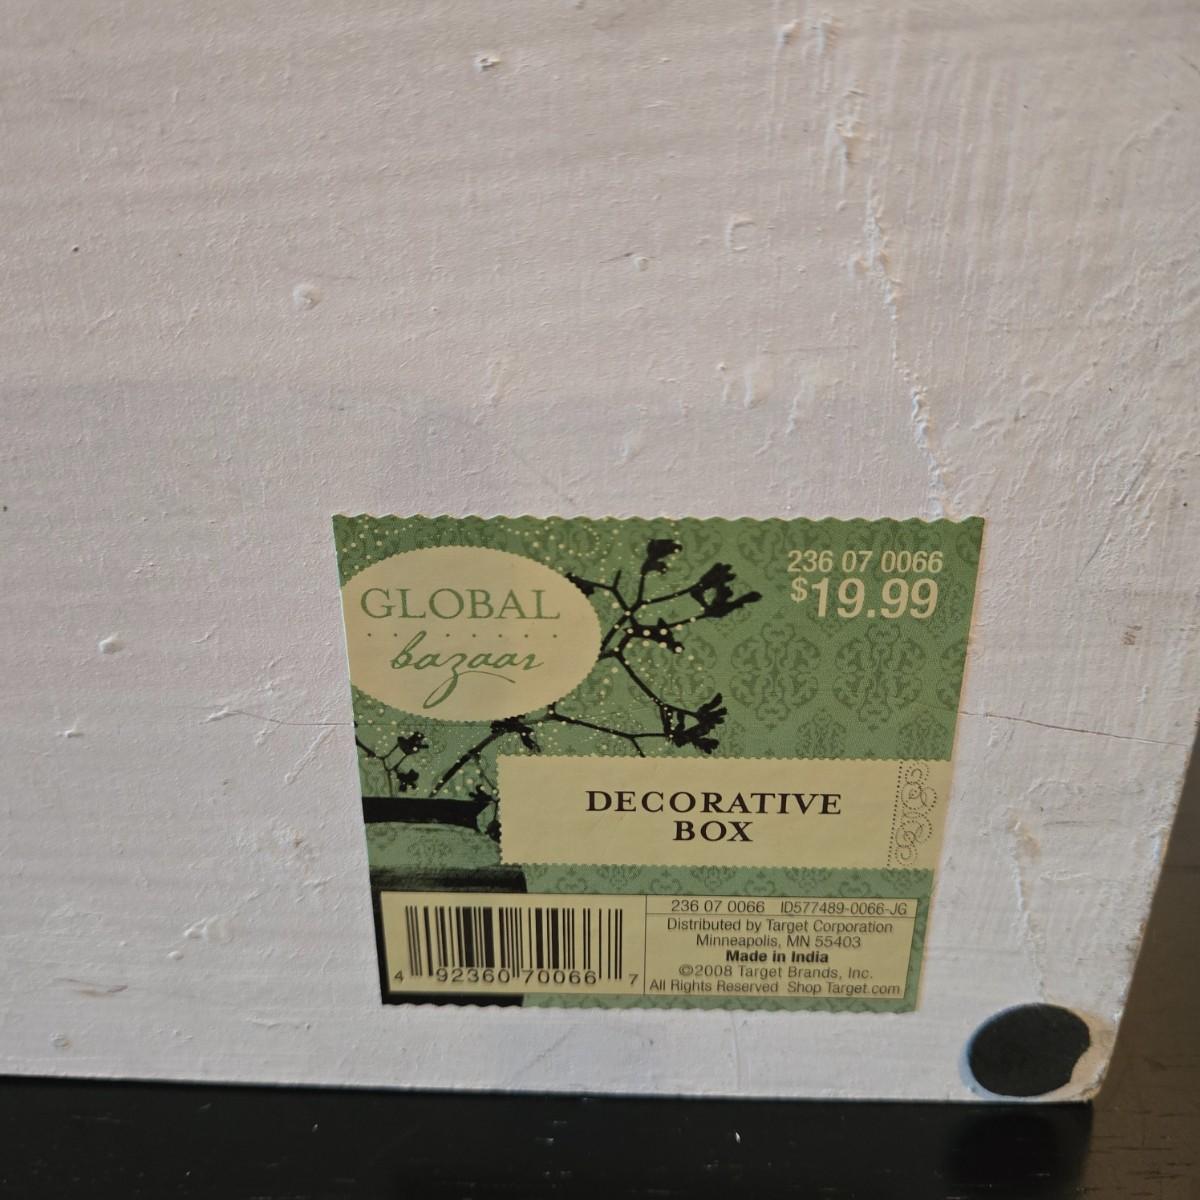 GLOBAL
bazaar
236 07 0066
$19.99
DECORATIVE
BOX
4 92360 70066 7
236 07 0066 ID577489-0066-JG
Distributed by Target Corporation
Minneapolis, MN 55403
Made in India
©2008 Target Brands, Inc.
All Rights Reserved Shop Target.com